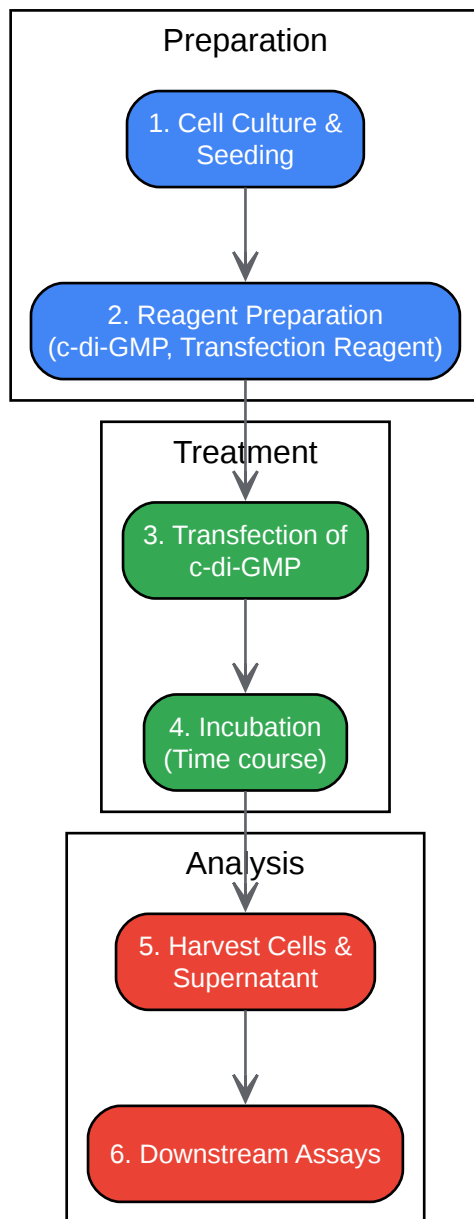 Preparation
1. Cell Culture &
Seeding
2. Reagent Preparation
(c-di-GMP, Transfection Reagent)
Treatment
3. Transfection of
c-di-GMP
4. Incubation
(Time course)
Analysis
5. Harvest Cells &
Supernatant
6. Downstream Assays